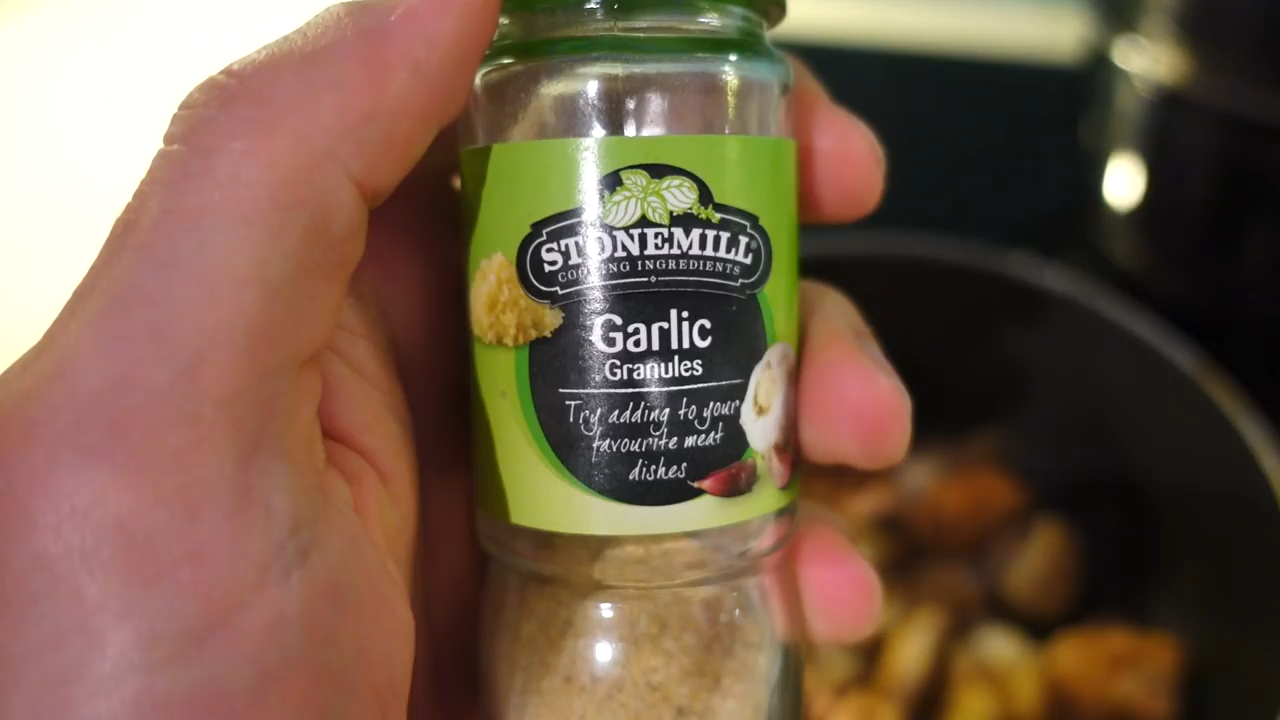 STONEMILL
COOKING INGREDIENTS
Garlic
Granules
Try adding to your
favourite meat
dishes